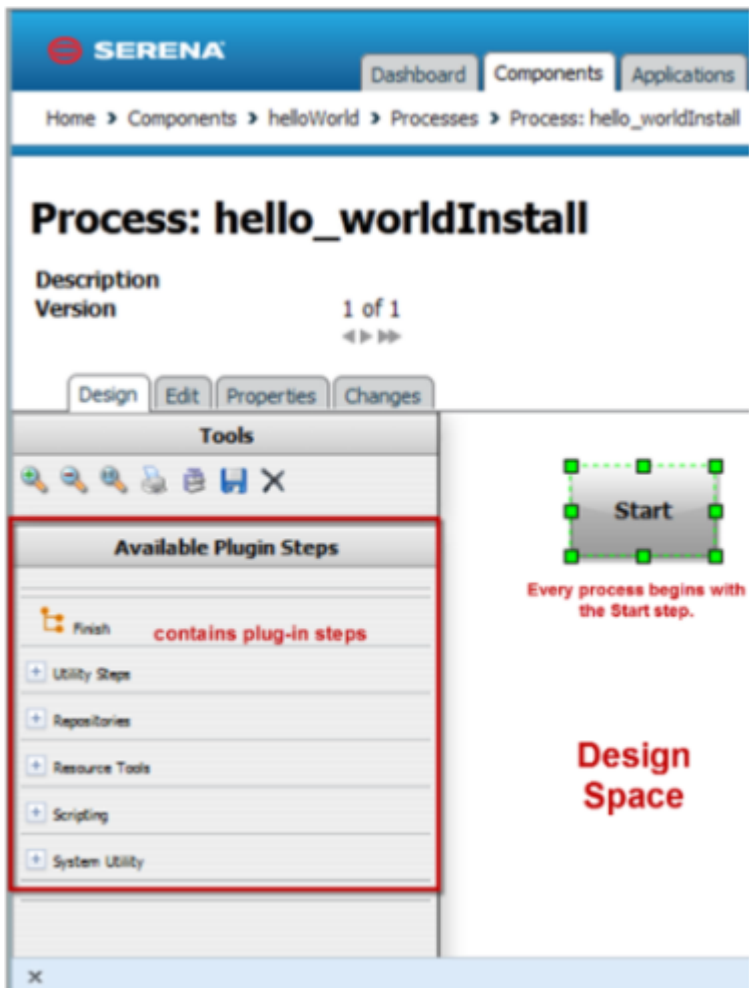 SERENA
Dashboard Components Applications
Home > Components > helloWorld > Processes > Process: hello_worldInstall
Process: hello_worldInstall
Description
Version 1 of 1
Design Edit Properties Changes
Tools
Start
Available Plugin Steps
Every process begins with
the Start step.
Finish contains plug-in steps
Utility Steps
Repositories
Resource Tools
Scripting
System Utility
Design
Space